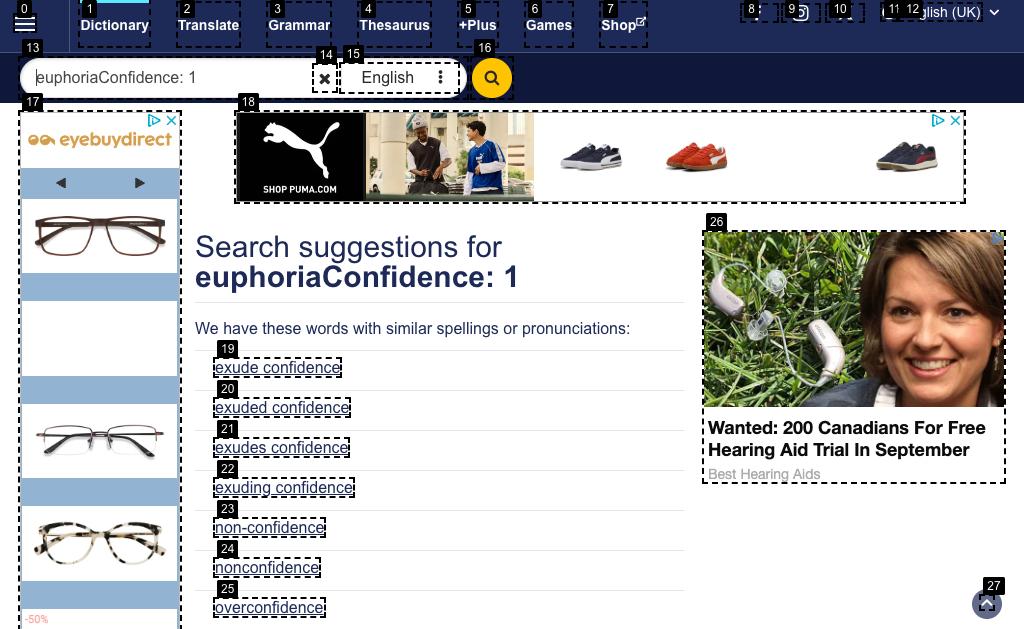 0
1
2
3
4
5
6
7
8
9
10
11
12
Dictionary
Translate
Grammar
Thesaurus
+Plus
Games
Shop
glish (UK)
13
14
15
16
euphoriaConfidence: 1
English
17
18
eyebuydirect
SHOP PUMA.COM
-50%
Search suggestions for
euphoriaConfidence: 1
We have these words with similar spellings or pronunciations:
19
exude confidence
20
exuded confidence
21
exudes confidence
22
exuding confidence
23
non-confidence
24
nonconfidence
25
overconfidence
26
Wanted: 200 Canadians For Free
Hearing Aid Trial In September
Best Hearing Aids
27